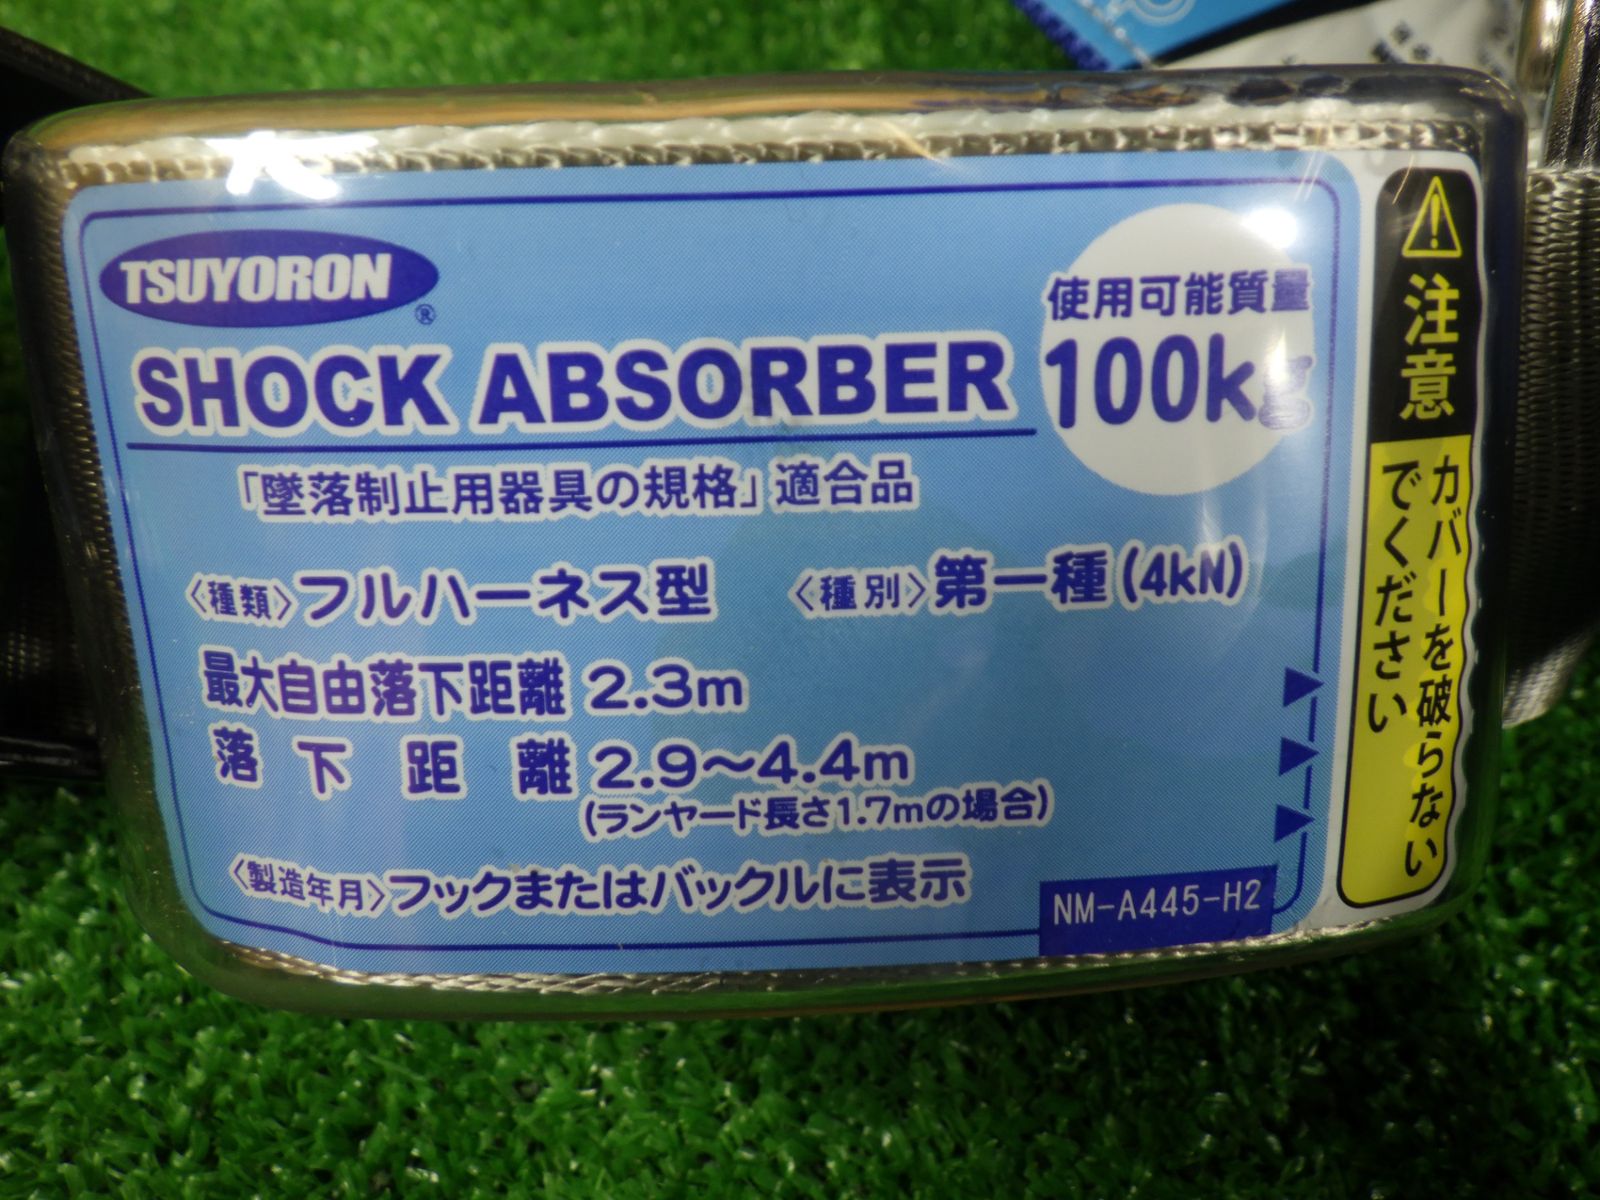 TSUYORON®
使用可能質量
100kg
SHOCK ABSORBER
「墜落制止用器具の規格」適合品
〈種類〉フルハーネス型 〈種別〉第一種(4kN)
最大自由落下距離 2.3m
落下距離 2.9〜4.4m
(ランヤード長さ1.7mの場合)
〈製造年月〉フックまたはバックルに表示
NM-A445-H2
注意
カバーを破らない
でください